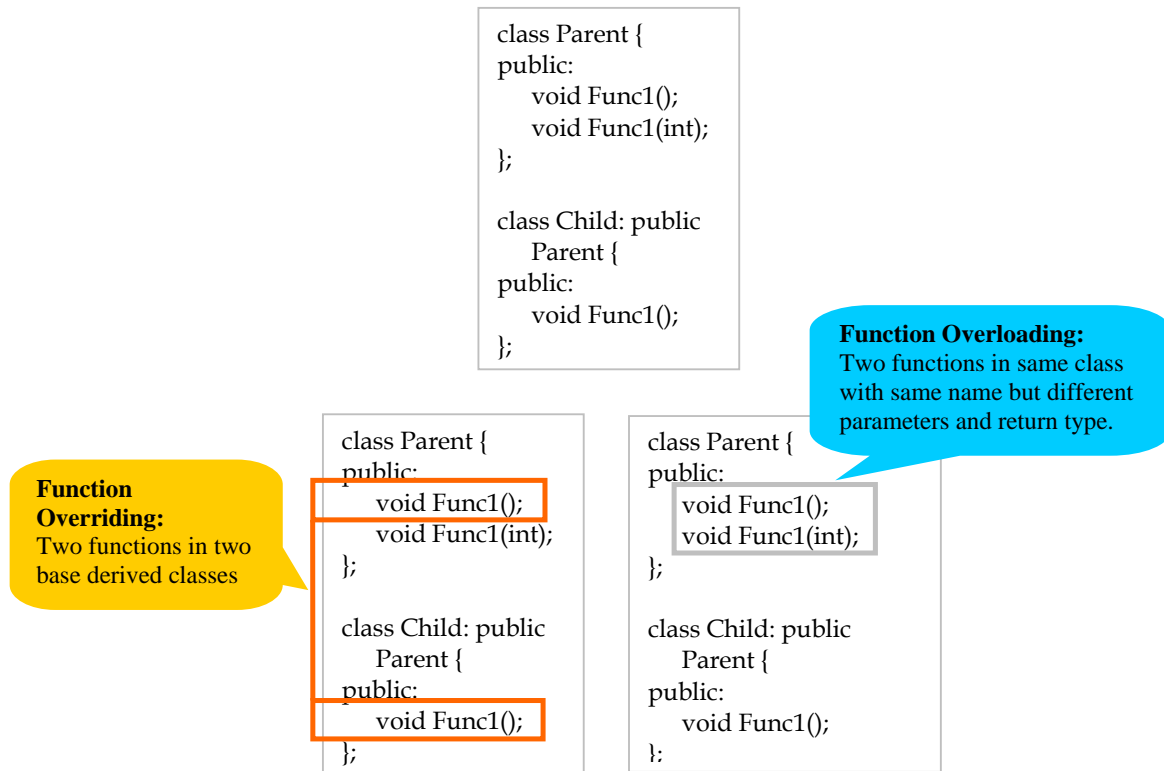 class Parent {
public:
void Func1();
void Func1(int);
};
class Child: public
Parent {
public:
void Func1();
};
Function Overloading:
Two functions in same class
with same name but different
parameters and return type.
Function
Overriding:
Two functions in two
base derived classes
class Parent {
public:
void Func1();
void Func1(int);
};
class Child: public
Parent {
public:
void Func1();
};
class Parent {
public:
void Func1();
void Func1(int);
};
class Child: public
Parent {
public:
void Func1();
};